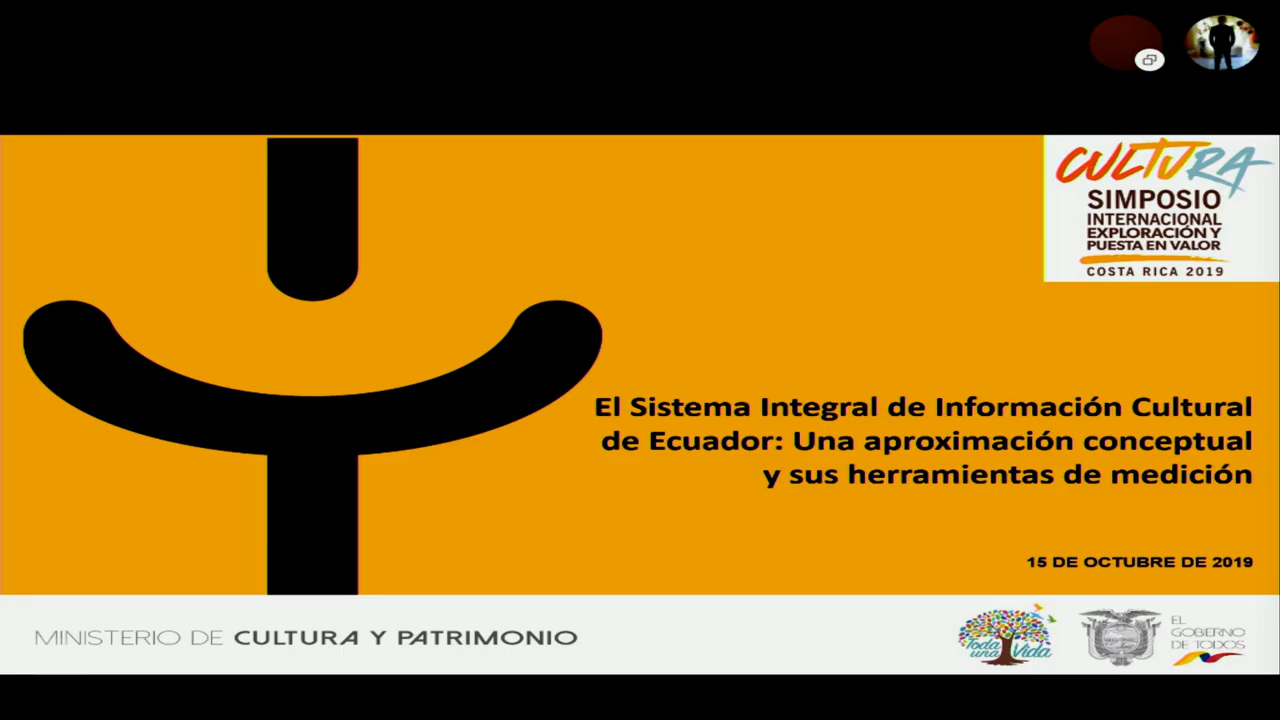 CULTURA
SIMPOSIO
INTERNACIONAL
EXPLORACIÓN Y
PUESTA EN VALOR
COSTA RICA 2019
El Sistema Integral de Información Cultural
de Ecuador: Una aproximación conceptual
y sus herramientas de medición
15 DE OCTUBRE DE 2019
MINISTERIO DE CULTURA Y PATRIMONIO
Toda
una Vida
EL
GOBIERNO
DE TODOS